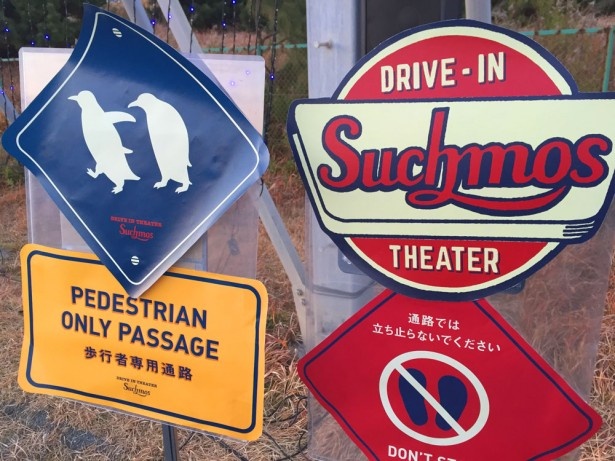 DRIVE IN THEATER
Suchmos
PEDESTRIAN
ONLY PASSAGE
歩行者専用通路
DRIVE IN THEATER
Suchmos
DRIVE-IN
Suchmos
THEATER
通路では
立ち止らないでください
DON'T